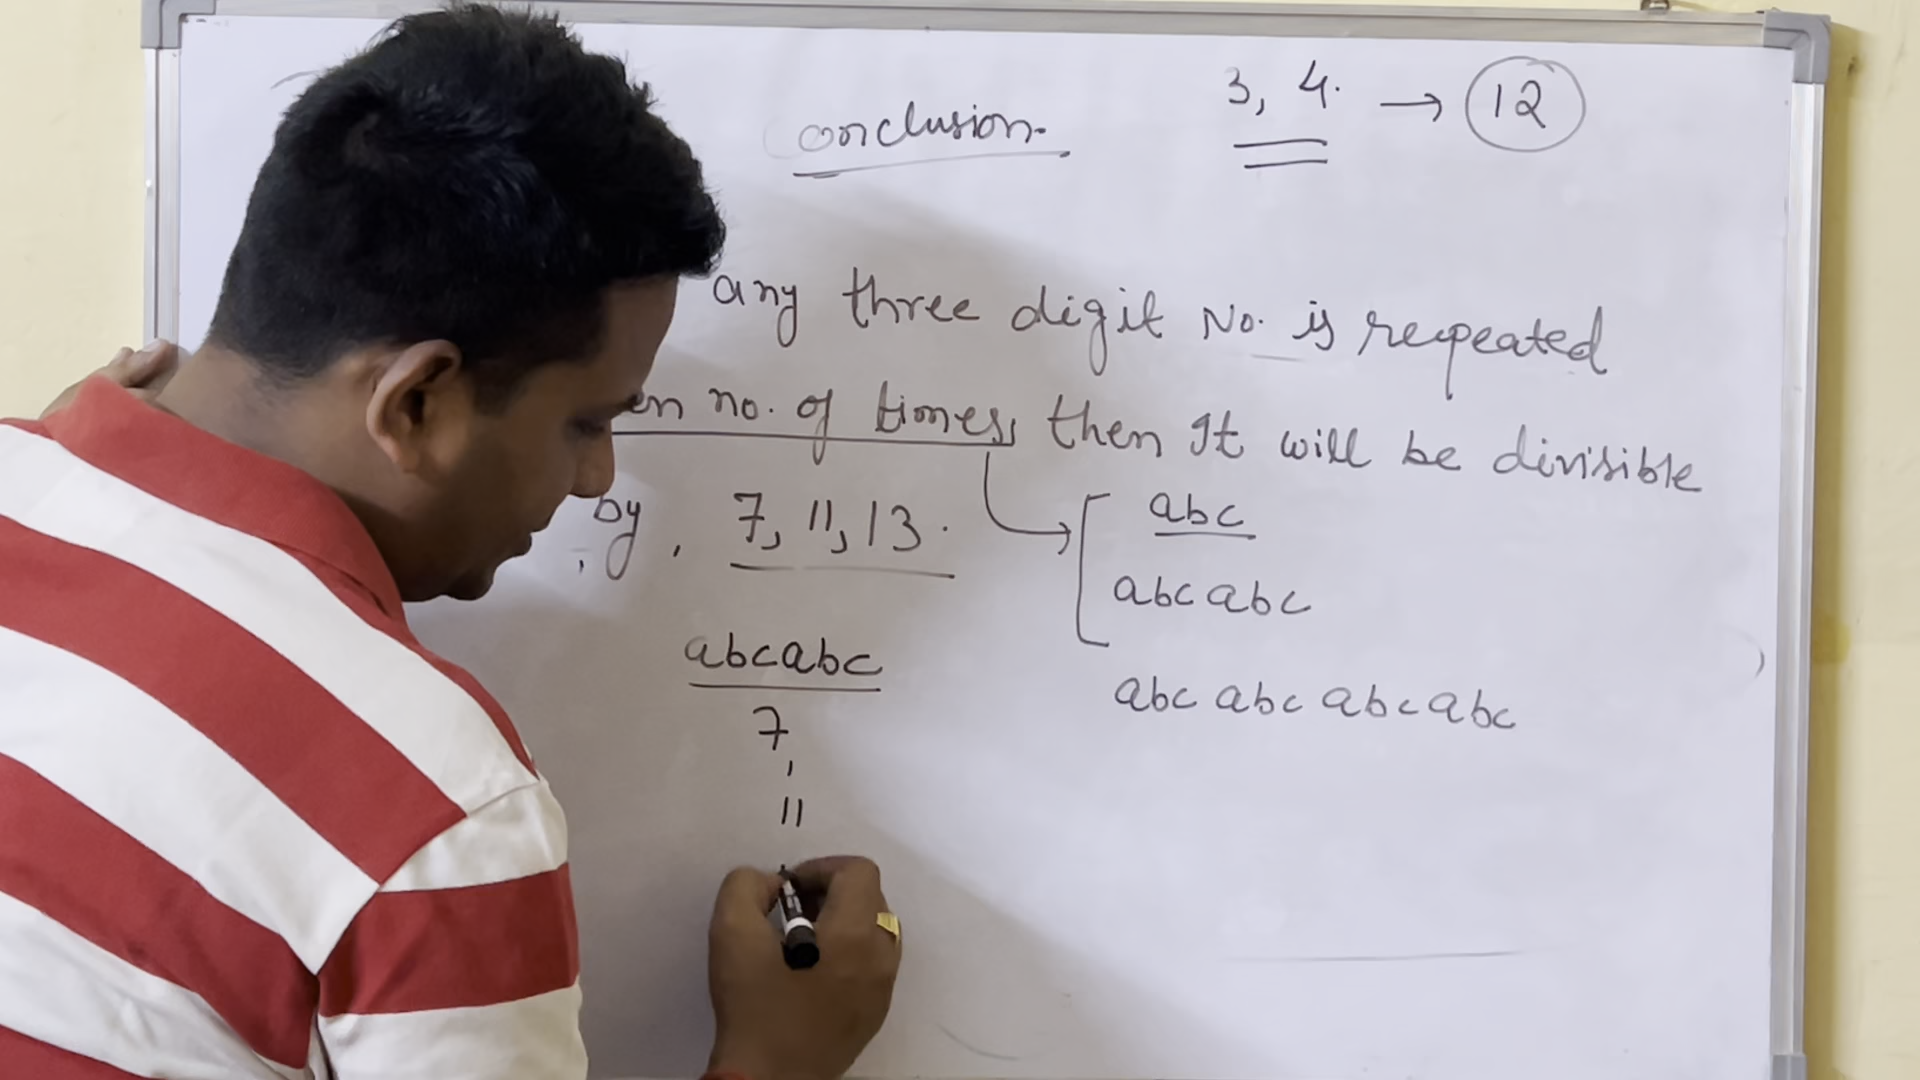 conclusion.
3, 4. → 12
any three digit No. is repeated
en no. of times, then It will be divisible
by, 7, 11, 13.
abc
abcabc
abc abc abc abc
abcabc
7,
11